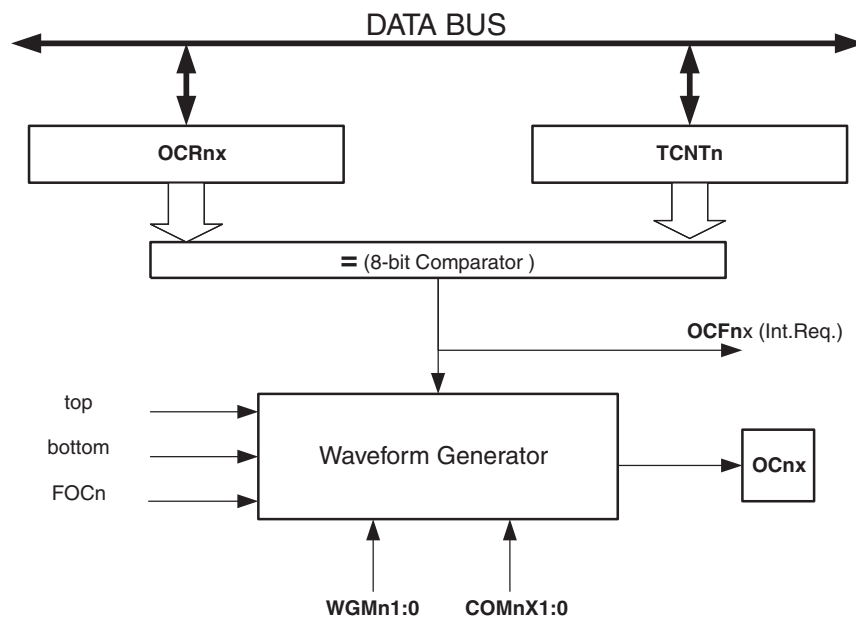 DATA BUS
OCRnx
TCNTn
= (8-bit Comparator )
OCFnx (Int.Req.)
top
bottom
FOCn
Waveform Generator
OCnx
WGMn1:0
COMnX1:0